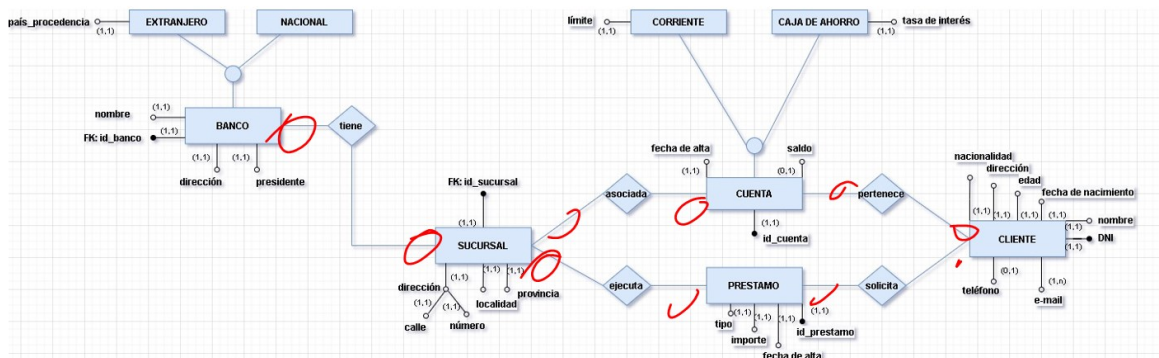 país_procedencia
(1,1)
EXTRANJERO
NACIONAL
límite
(1,1)
CORRIENTE
CAJA DE AHORRO
(1,1)
tasa de interés
nombre
(1,1)
FK: id_banco
(1,1)
BANCO
tiene
(1,1)
(1,1)
dirección
presidente
fecha de alta
(1,1)
saldo
(0,1)
FK: id_sucursal
(1,1)
asociada
CUENTA
pertenece
(1,1)
id_cuenta
nacionalidad
dirección
edad
fecha de nacimiento
(1,1)
(1,1)
(1,1)
(1,1)
nombre
(1,1)
DNI
CLIENTE
SUCURSAL
dirección
(1,1)
(1,1)
(1,1)
provincia
localidad
(1,1)
(1,1)
calle
número
ejecuta
PRESTAMO
solicita
(0,1)
teléfono
(1,n)
e-mail
tipo
(1,1)
(1,1)
(1,1)
(1,1)
id_prestamo
importe
fecha de alta